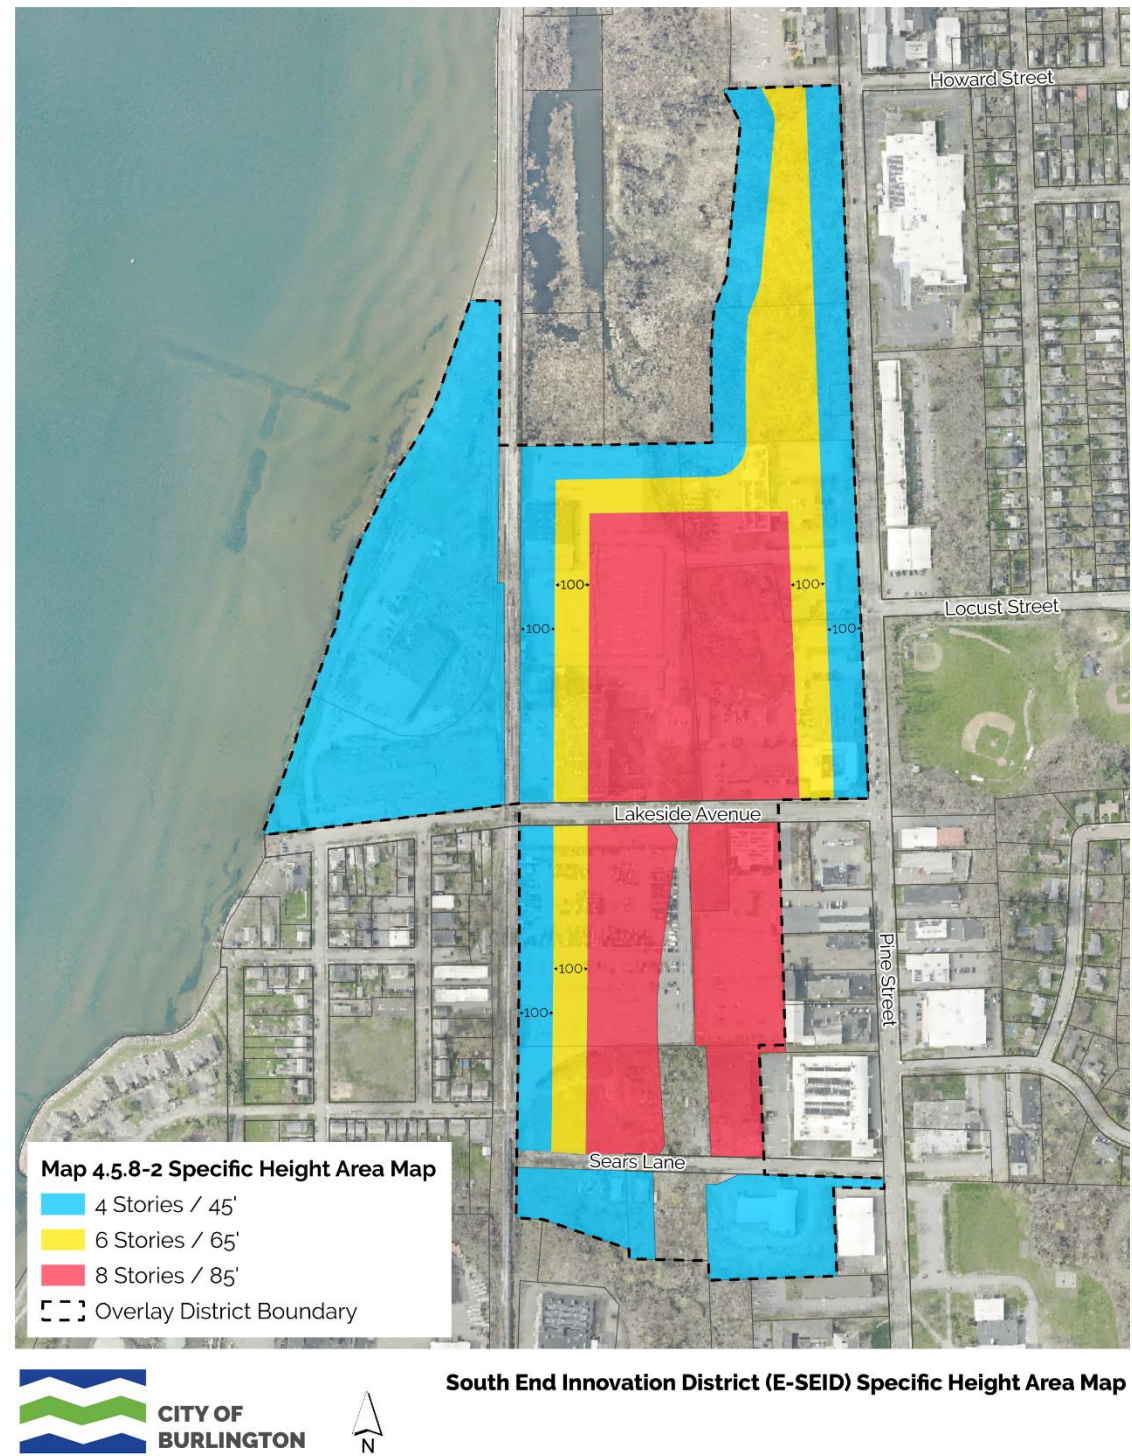 Howard Street
‹100›
‹100›
‹100›
‹100›
Locust Street
Lakeside Avenue
Pine Street
‹100›
‹100›
Sears Lane
Map 4.5.8-2 Specific Height Area Map
4 Stories / 45'
6 Stories / 65'
8 Stories / 85'
Overlay District Boundary
South End Innovation District (E-SEID) Specific Height Area Map
CITY OF
BURLINGTON
N